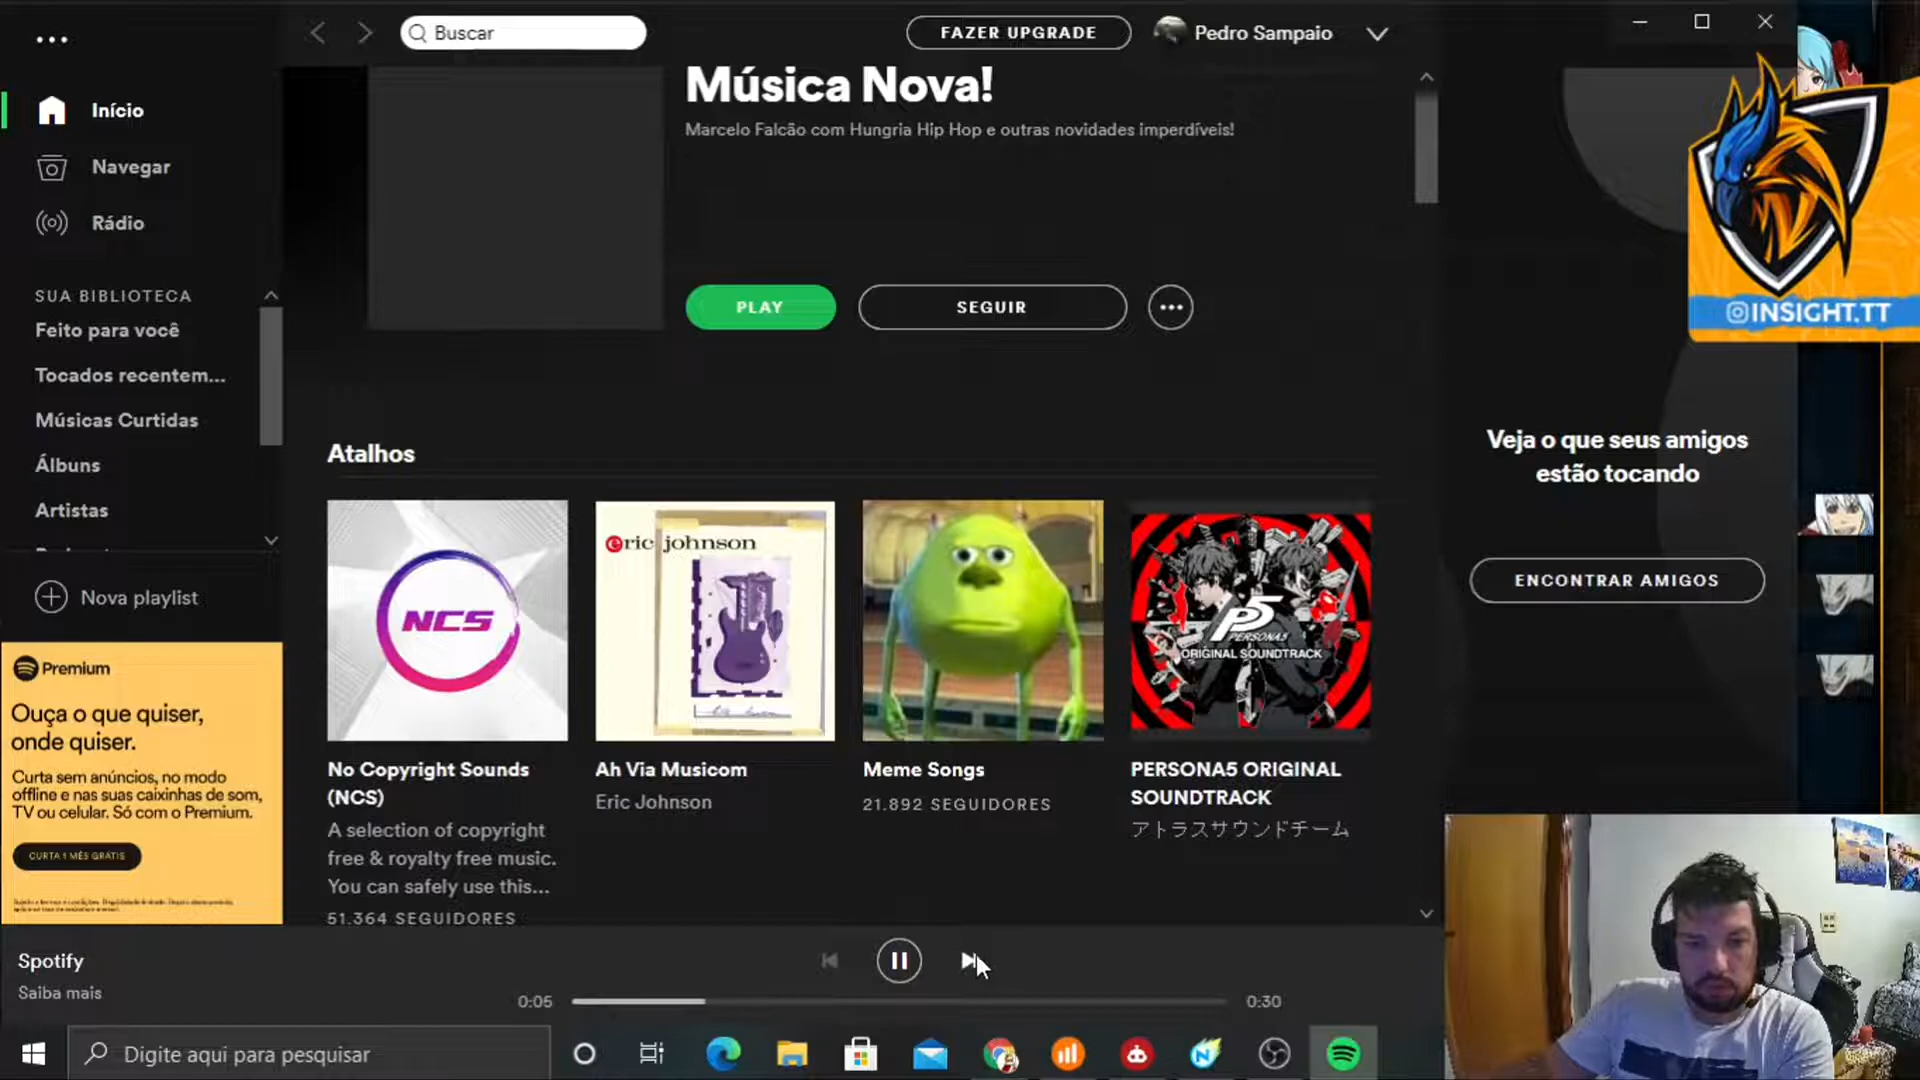 Buscar
FAZER UPGRADE
Pedro Sampaio
Início
Navegar
Rádio
SUA BIBLIOTECA
Feito para você
Tocados recentem...
Músicas Curtidas
Álbuns
Artistas
Nova playlist
Premium
Ouça o que quiser,
onde quiser.
Curta sem anúncios, no modo
offline e nas suas caixinhas de som,
TV ou celular. Só com o Premium.
CURTA 1 MÊS GRÁTIS
Música Nova!
Marcelo Falcão com Hungria Hip Hop e outras novidades imperdíveis!
PLAY
SEGUIR
Atalhos
NCS
eric johnson
P5
PERSONA5
ORIGINAL SOUNDTRACK
No Copyright Sounds
(NCS)
A selection of copyright
free & royalty free music.
You can safely use this...
51.364 SEGUIDORES
Ah Via Musicom
Eric Johnson
Meme Songs
21.892 SEGUIDORES
PERSONA5 ORIGINAL
SOUNDTRACK
アトラスサウンドチーム
Veja o que seus amigos
estão tocando
ENCONTRAR AMIGOS
INSIGHT.TT
Spotify
Saiba mais
0:05
0:30
Digite aqui para pesquisar